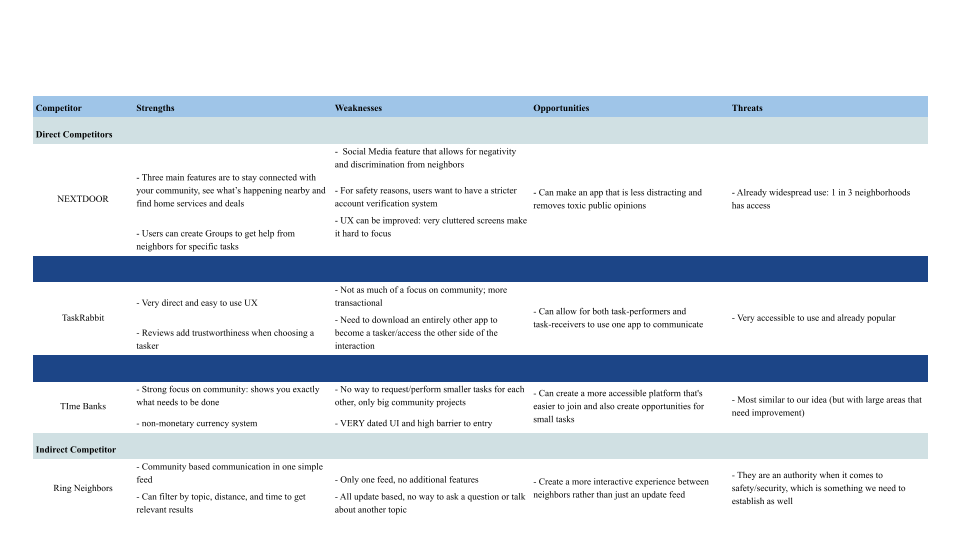 Competitor
Strengths
Weaknesses
Opportunities
Threats
Direct Competitors
NEXTDOOR
- Three main features are to stay connected with
your community, see what's happening nearby and
find home services and deals
- Users can create Groups to get help from
neighbors for specific tasks
- Social Media feature that allows for negativity
and discrimination from neighbors
- For safety reasons, users want to have a stricter
account verification system
- UX can be improved: very cluttered screens make
it hard to focus
- Can make an app that is less distracting and
removes toxic public opinions
- Already widespread use: 1 in 3 neighborhoods
has access
TaskRabbit
- Very direct and easy to use UX
- Reviews add trustworthiness when choosing a
tasker
- Not as much of a focus on community; more
transactional
- Need to download an entirely other app to
become a tasker/access the other side of the
interaction
- Can allow for both task-performers and
task-receivers to use one app to communicate
- Very accessible to use and already popular
TIme Banks
- Strong focus on community: shows you exactly
what needs to be done
- non-monetary currency system
- No way to request/perform smaller tasks for each
other, only big community projects
- VERY dated UI and high barrier to entry
- Can create a more accessible platform that's
easier to join and also create opportunities for
small tasks
- Most similar to our idea (but with large areas that
need improvement)
Indirect Competitor
Ring Neighbors
- Community based communication in one simple
feed
- Can filter by topic, distance, and time to get
relevant results
- Only one feed, no additional features
- All update based, no way to ask a question or talk
about another topic
- Create a more interactive experience between
neighbors rather than just an update feed
- They are an authority when it comes to
safety/security, which is something we need to
establish as well